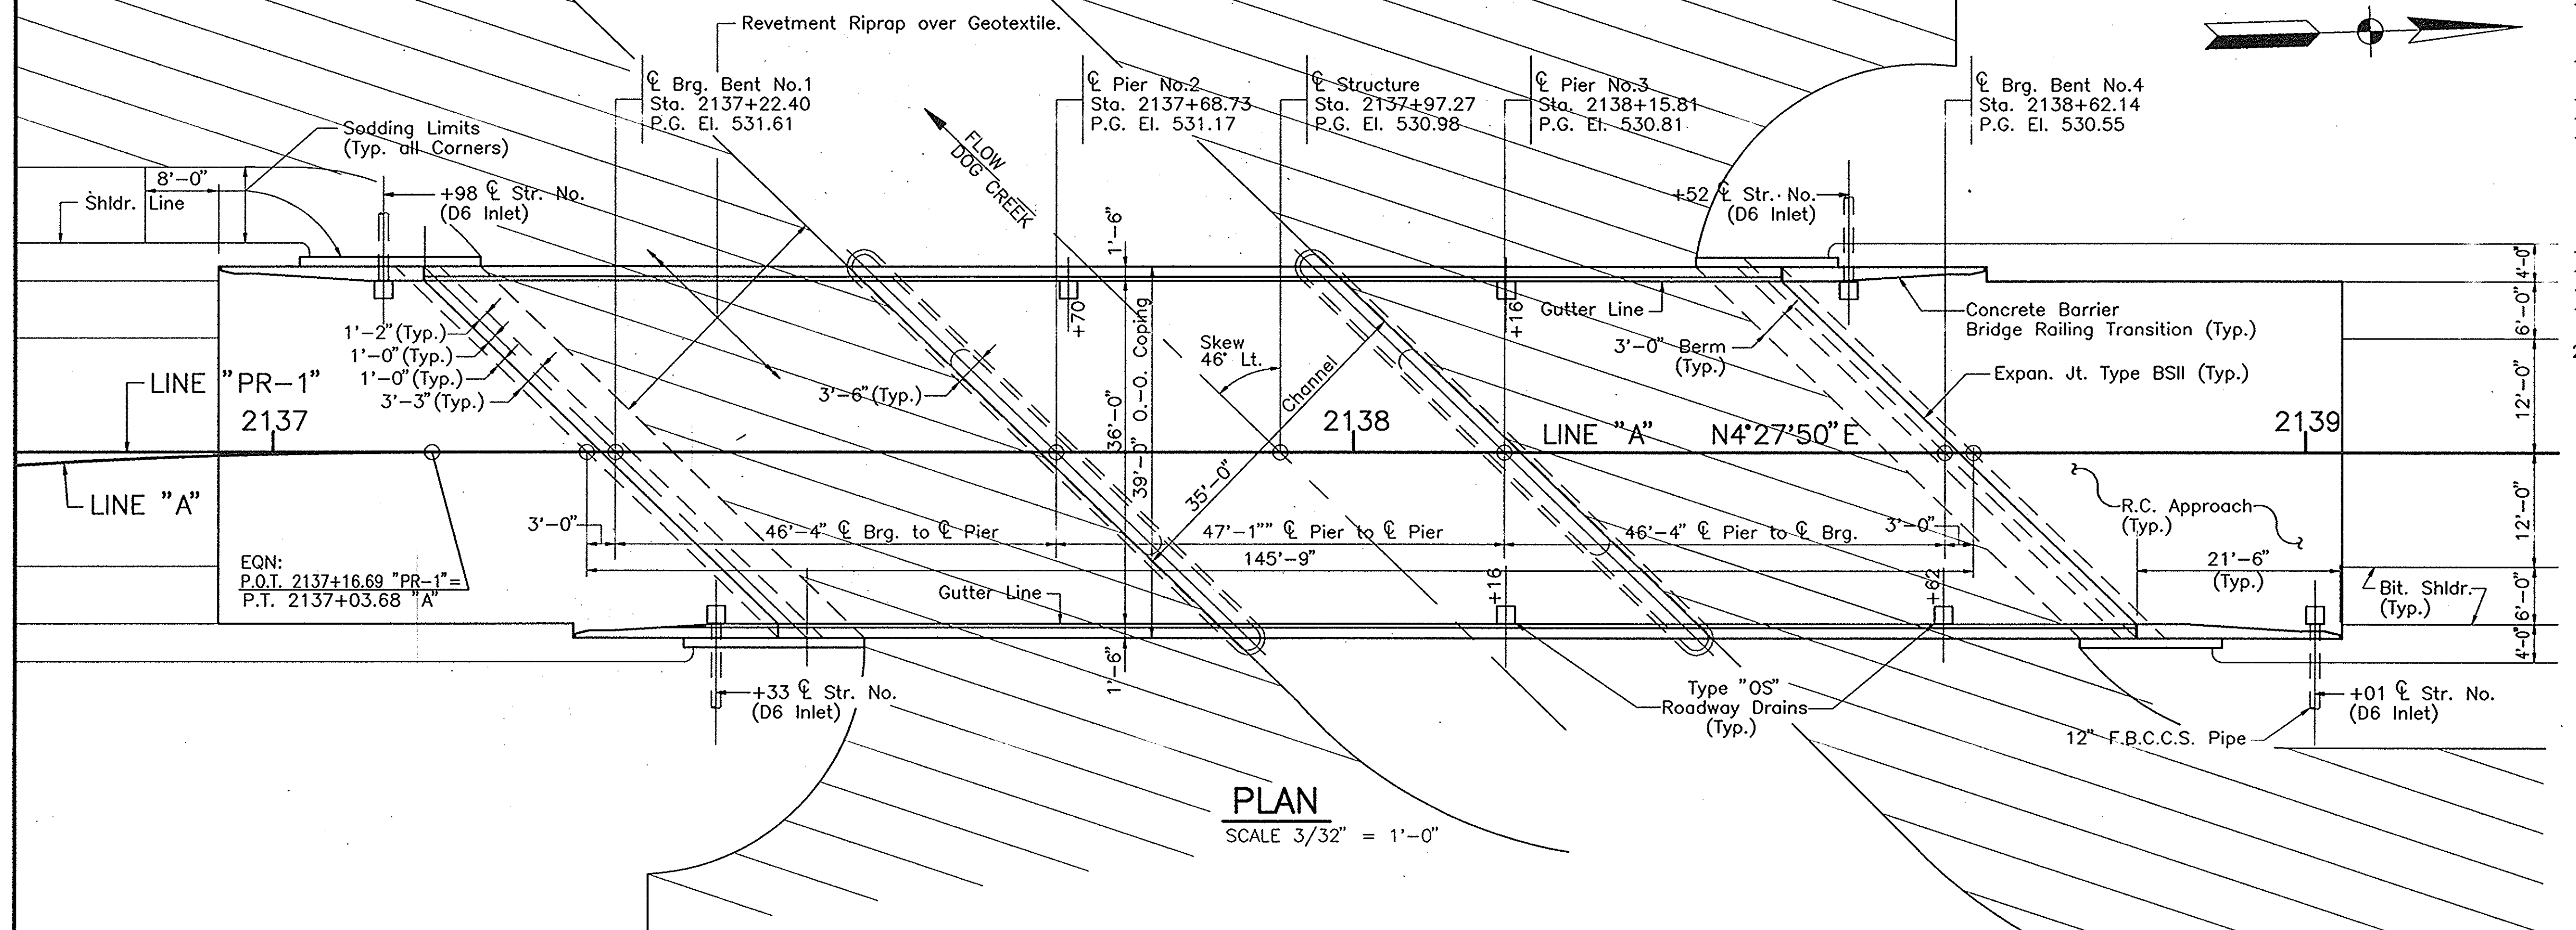 Revetment Riprap over Geotextile.
℄ Brg. Bent No.1
Sta. 2137+22.40
P.G. El. 531.61
℄ Pier No.2
Sta. 2137+68.73
P.G. El. 531.17
℄ Structure
Sta. 2137+97.27
P.G. El. 530.98
℄ Pier No.3
Sta. 2138+15.81
P.G. El. 530.81
℄ Brg. Bent No.4
Sta. 2138+62.14
P.G. El. 530.55
Sodding Limits
(Typ. all Corners)
FLOW
DOG CREEK
8'-0"
Shldr. Line
+98 ℄ Str. No.
(D6 Inlet)
+52 ℄ Str. No.
(D6 Inlet)
1'-6"
4'-0"
1'-2" (Typ.)
1'-0" (Typ.)
1'-0" (Typ.)
3'-3" (Typ.)
+70
+16
Gutter Line
Concrete Barrier
Bridge Railing Transition (Typ.)
6'-0"
3'-0" Berm
(Typ.)
Skew
46° Lt.
3'-6" (Typ.)
36'-0"
39'-0" O.-O. Coping
Channel
35'-0"
Expan. Jt. Type BSII (Typ.)
12'-0"
LINE "PR-1"
2137
2138
LINE "A"
N4°27'50"E
2139
LINE "A"
3'-0"
46'-4" ℄ Brg. to ℄ Pier
47'-1"" ℄ Pier to ℄ Pier
46'-4" ℄ Pier to ℄ Brg.
3'-0"
145'-9"
R.C. Approach
(Typ.)
12'-0"
21'-6"
(Typ.)
EQN:
P.O.T. 2137+16.69 "PR-1"=
P.T. 2137+03.68 "A"
Gutter Line
+16
+62
Bit. Shldr.
(Typ.)
6'-0"
4'-0"
1'-6"
+33 ℄ Str. No.
(D6 Inlet)
Type "OS"
Roadway Drains
(Typ.)
+01 ℄ Str. No.
(D6 Inlet)
12" F.B.C.C.S. Pipe
PLAN
SCALE 3/32" = 1'-0"